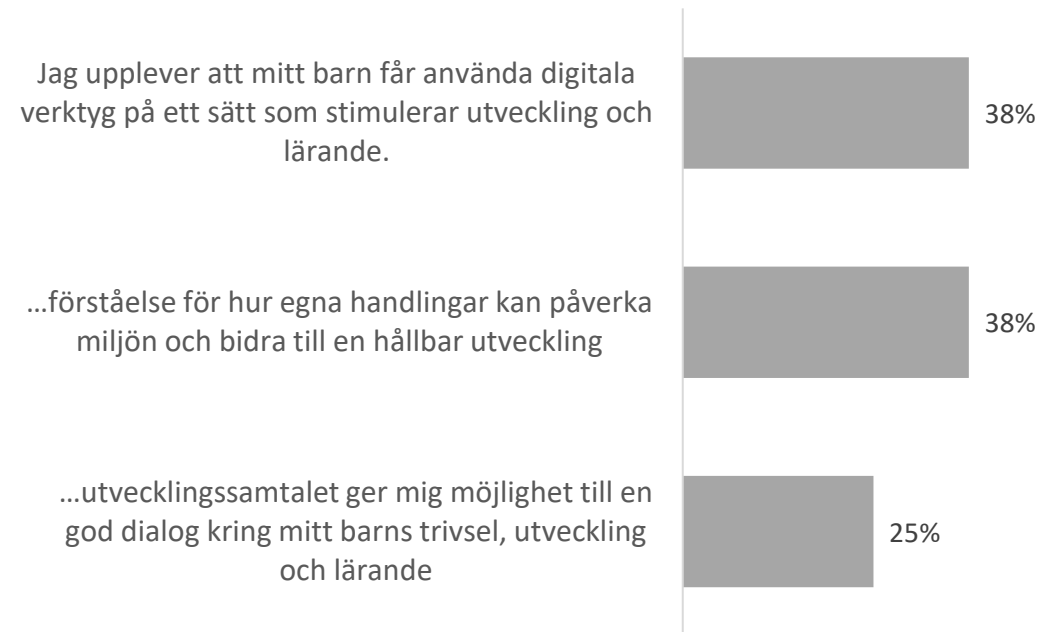 Jag upplever att mitt barn får använda digitala
verktyg på ett sätt som stimulerar utveckling och
lärande.
38%
…förståelse för hur egna handlingar kan påverka
miljön och bidra till en hållbar utveckling
38%
…utvecklingssamtalet ger mig möjlighet till en
god dialog kring mitt barns trivsel, utveckling
och lärande
25%